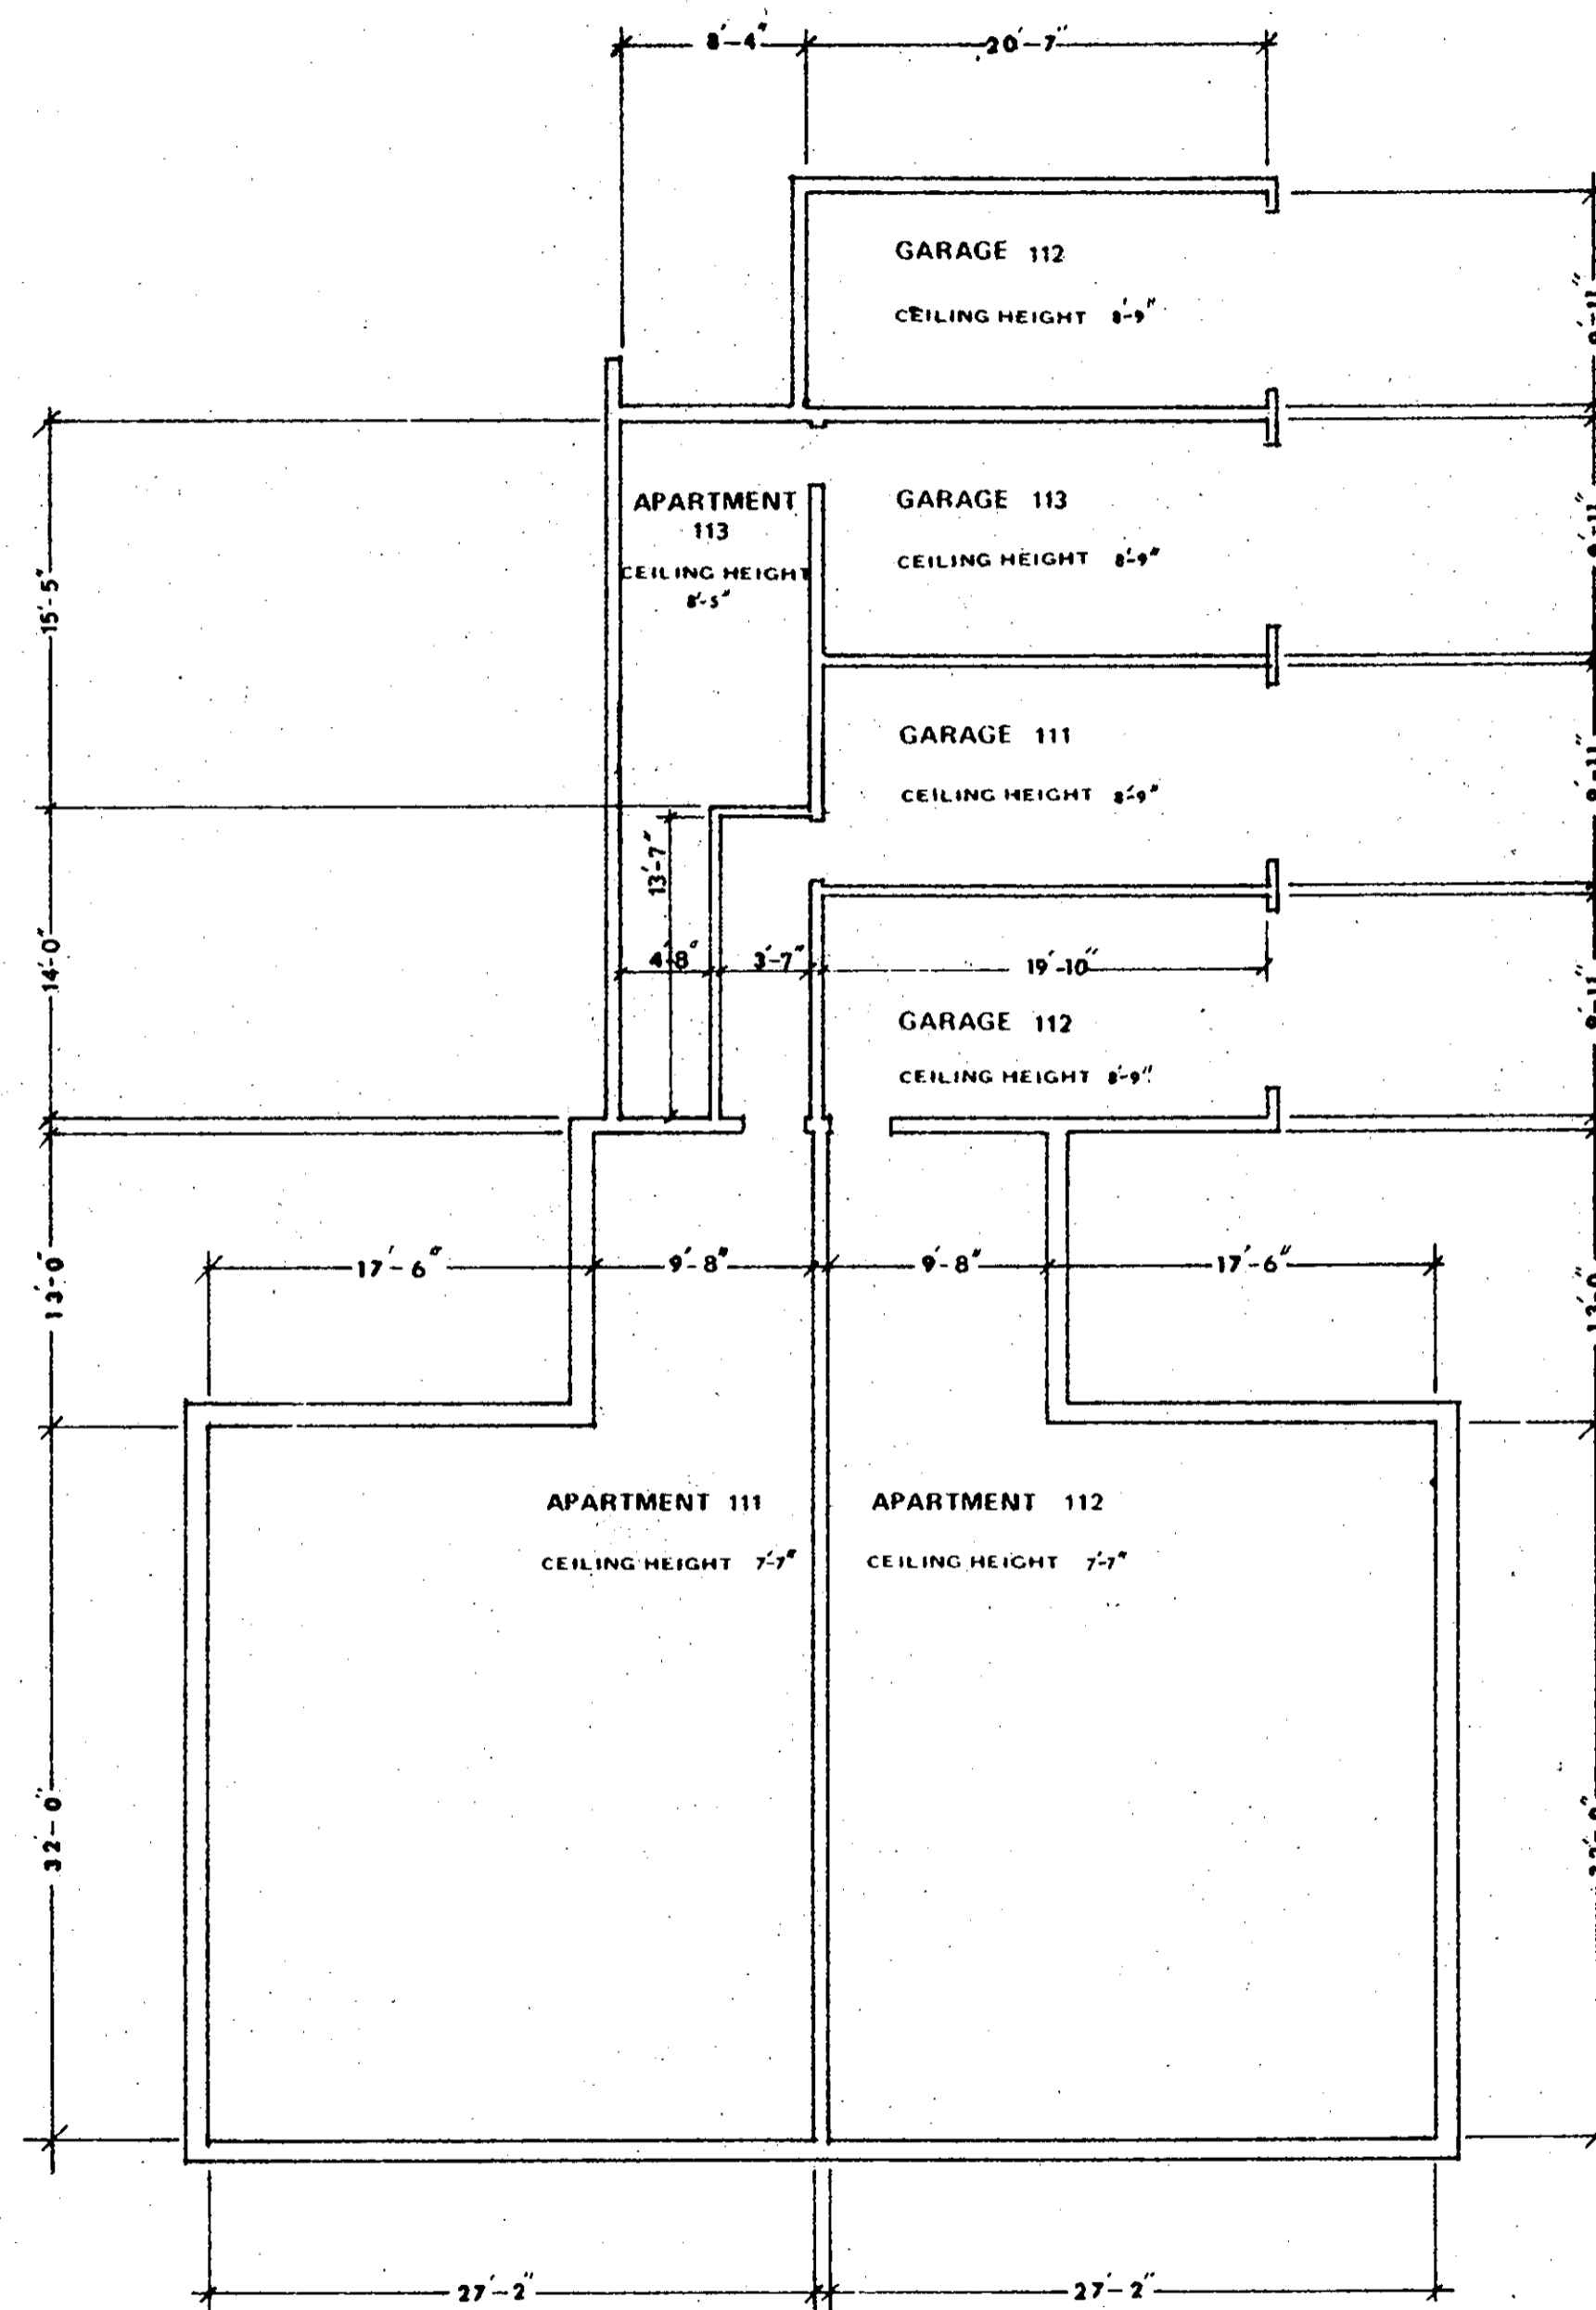 8'-4"
20'-7"
GARAGE 112
CEILING HEIGHT 8'-9"
APARTMENT
113
CEILING HEIGHT
8'-5"
GARAGE 113
CEILING HEIGHT 8'-9"
15'-5"
GARAGE 111
CEILING HEIGHT 8'-9"
13'-7"
14'-0"
4'-8"
3'-7"
19'-10"
GARAGE 112
CEILING HEIGHT 8'-9"
13'-0"
17'-6"
9'-8"
9'-8"
17'-6"
APARTMENT 111
CEILING HEIGHT 7'-7"
APARTMENT 112
CEILING HEIGHT 7'-7"
32'-0"
27'-2"
27'-2"